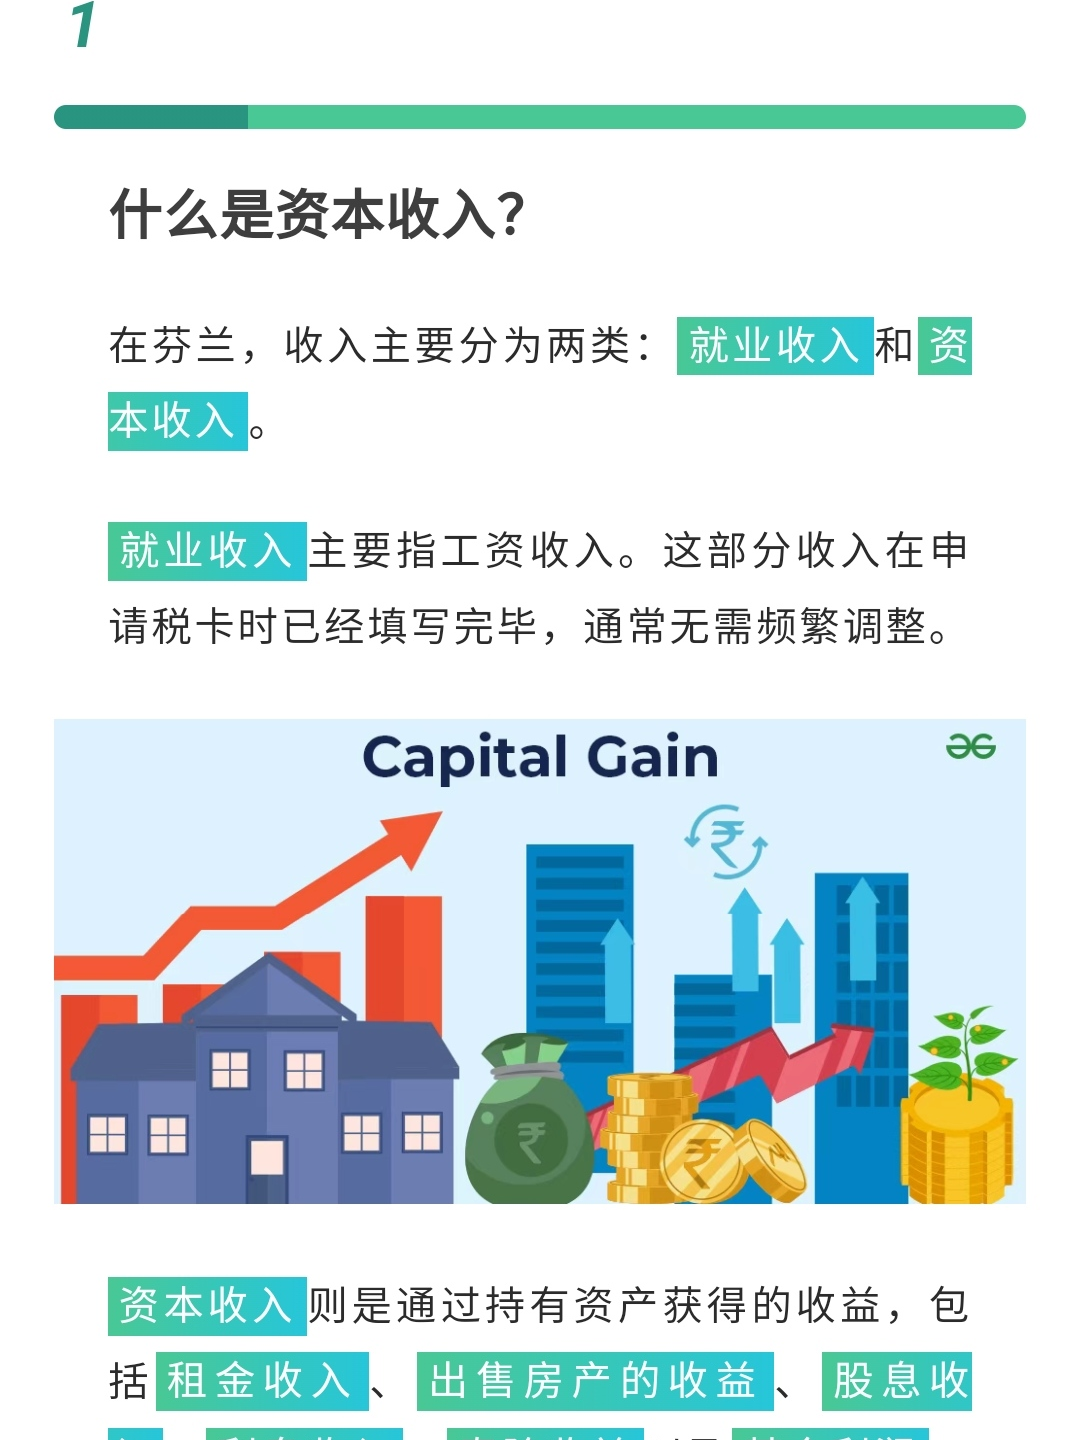 1
什么是资本收入?
在芬兰，收入主要分为两类：就业收入和资
本收入。
就业收入主要指工资收入。这部分收入在申
请税卡时已经填写完毕，通常无需频繁调整。
Capital Gain
资本收入则是通过持有资产获得的收益，包
括租金收入、出售房产的收益、股息收